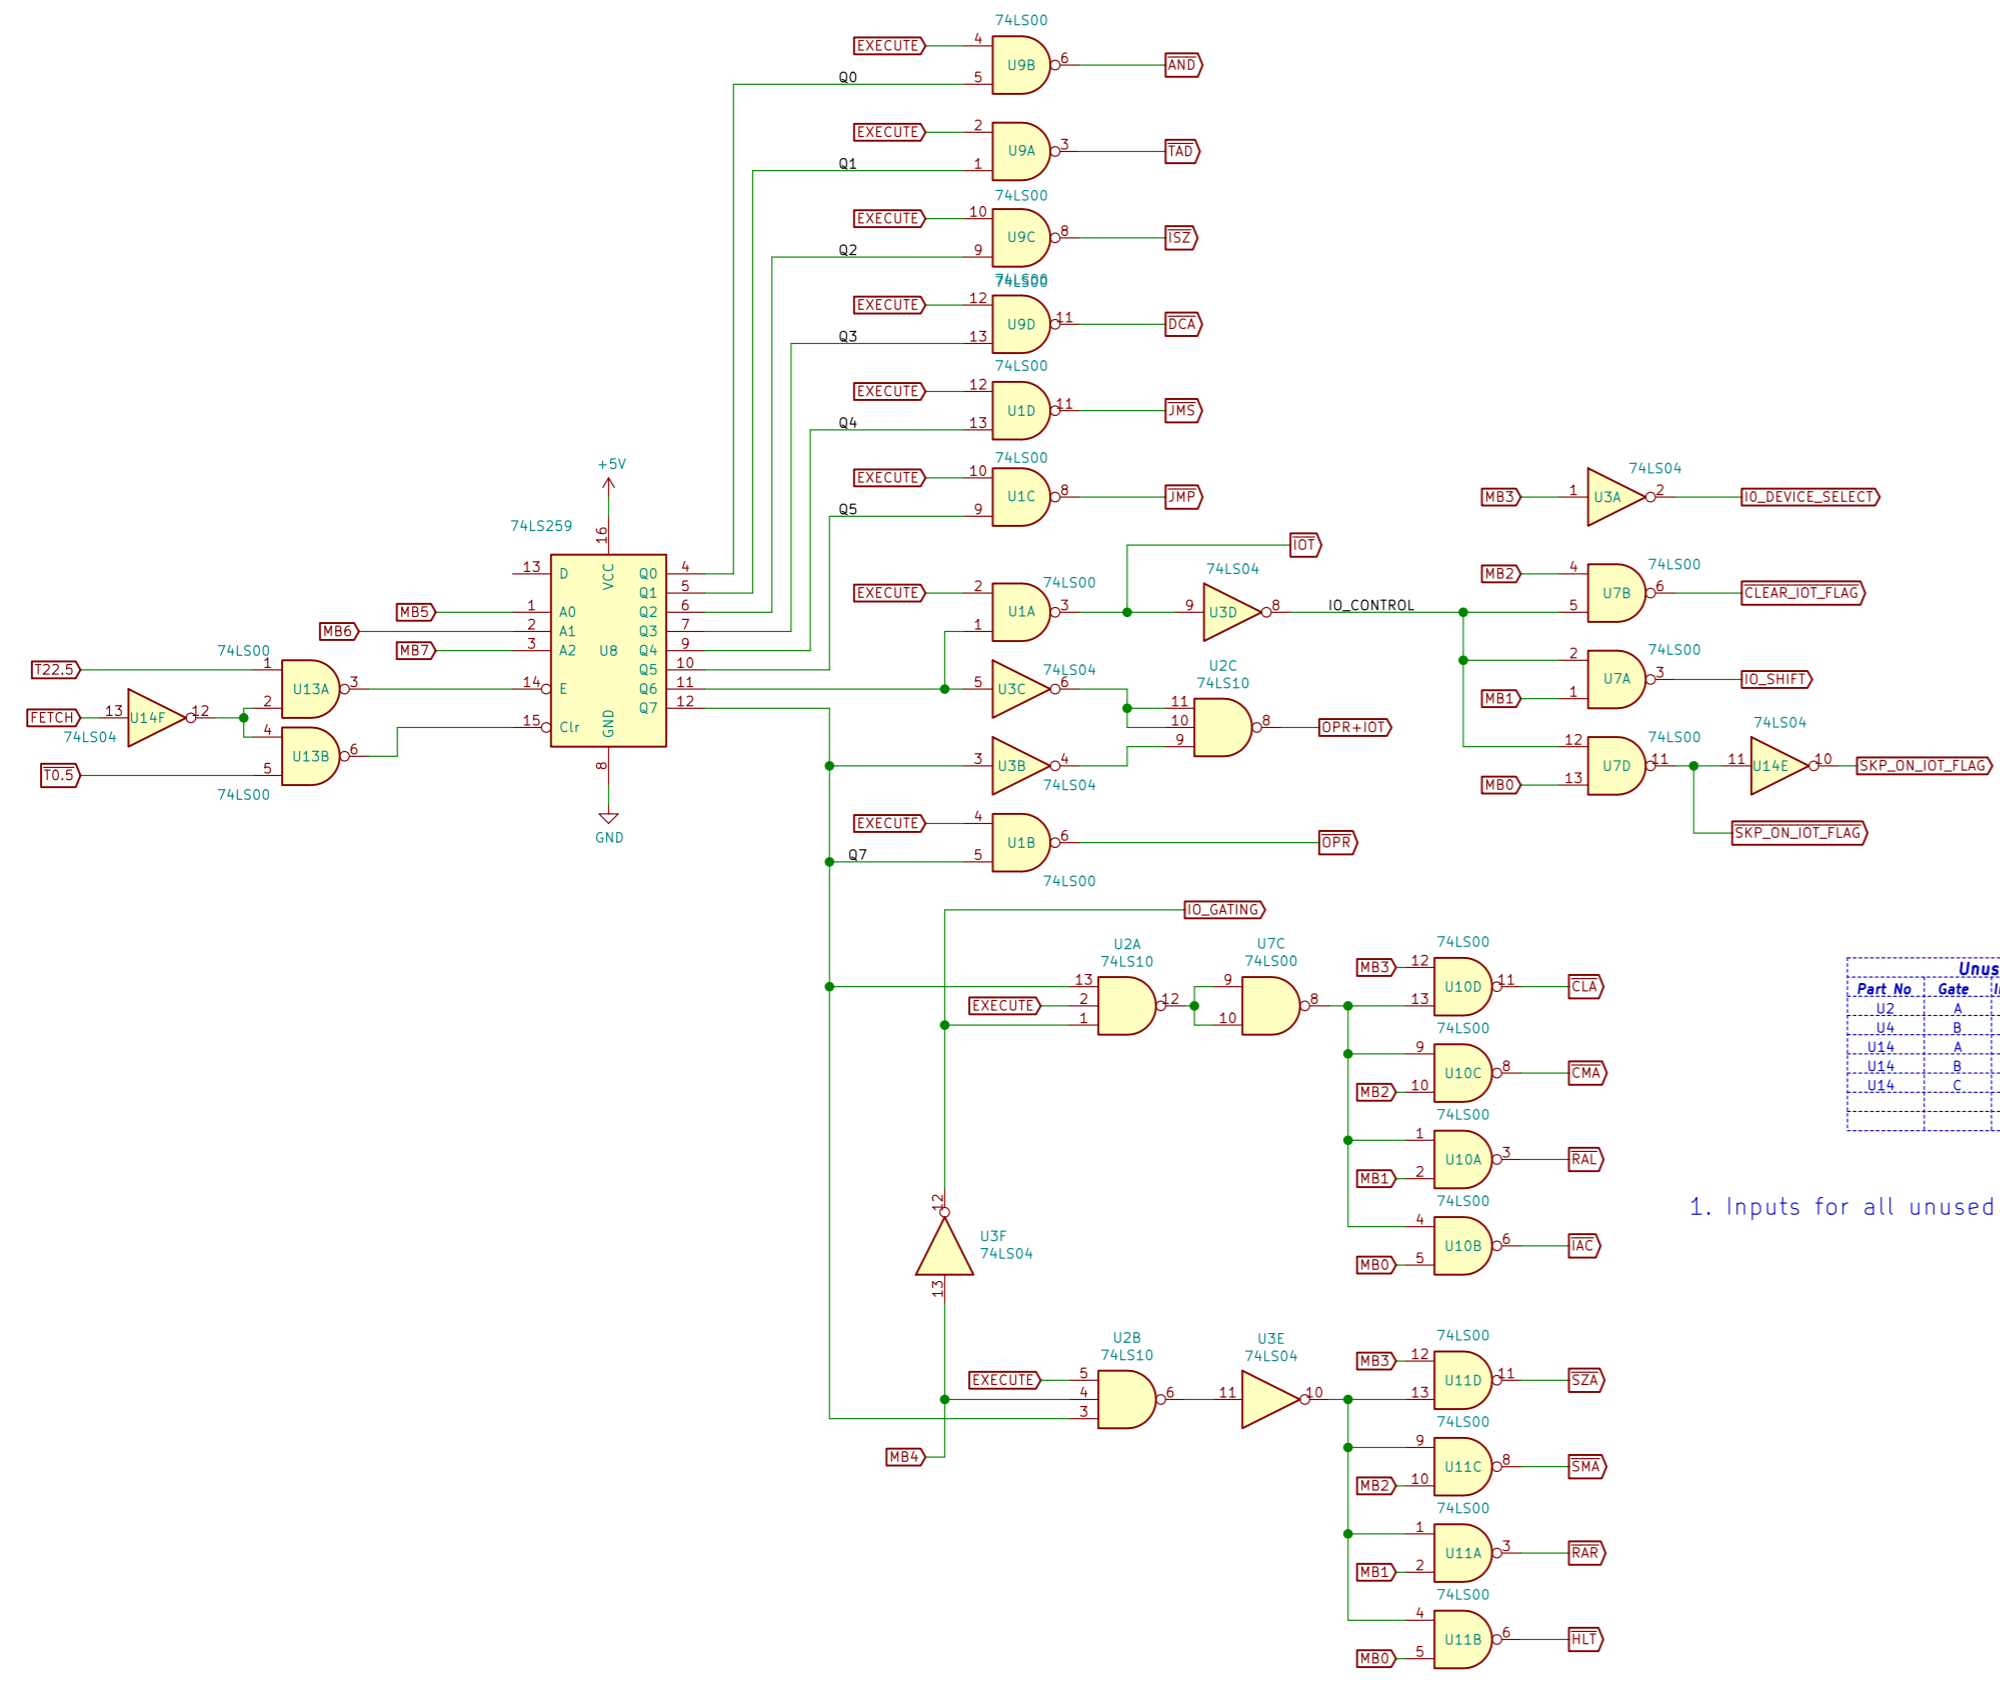 74LS00
EXECUTE 4 U9B 6 AND
Q0 5
EXECUTE 2 U9A 3 TAD
Q1 1
74LS00
EXECUTE 10 U9C 8 ISZ
Q2 9
74LS00
74LS00
EXECUTE 12 U9D 11 DCA
Q3 13
74LS00
EXECUTE 12 U1D 11 JMS
Q4 13
74LS00
EXECUTE 10 U1C 8 JMP
Q5 9
+5V
74LS259
16 VCC
13 D Q0 4
Q1 5
MB5 1 A0 Q2 6
MB6 2 A1 Q3 7
MB7 3 A2 U8 Q4 9
Q5 10
14 E Q6 11
Q7 12
15 Clr
GND 8
GND
74LS00
T22.5 1 U13A 3
2
FETCH 13 U14F 12
74LS04
4 U13B 6
T0.5 5
74LS00
IOT
EXECUTE 2 U1A 3 74LS00
1
74LS04
9 U3D 8 IO_CONTROL
5 U3C 6 74LS04
U2C
74LS10
11
10 8 OPR+IOT
9
3 U3B 4
74LS04
EXECUTE 4 U1B 6 OPR
Q7 5
74LS00
74LS04
MB3 1 U3A 2 IO_DEVICE_SELECT
74LS00
MB2 4 U7B 6 CLEAR_IOT_FLAG
5
74LS00
2 U7A 3 IO_SHIFT
MB1 1
74LS00
12 U7D 11
MB0 13
74LS04
11 U14E 10 SKP_ON_IOT_FLAG
SKP_ON_IOT_FLAG
IO_GATING
U2A
74LS10
13
EXECUTE 2 12
1
U7C
74LS00
9
10 8
74LS00
MB3 12 U10D 11 CLA
13
74LS00
9 U10C 8 CMA
MB2 10
74LS00
1 U10A 3 RAL
MB1 2
74LS00
4 U10B 6 IAC
MB0 5
12
U3F
74LS04
13
U2B
74LS10
EXECUTE 5
4 6
3
MB4
U3E
74LS04
11 10
74LS00
MB3 12 U11D 11 SZA
13
74LS00
9 U11C 8 SMA
MB2 10
74LS00
1 U11A 3 RAR
MB1 2
74LS00
4 U11B 6 HLT
MB0 5
Unus
Part No Gate
U2 A
U4 B
U14 A
U14 B
U14 C
1. Inputs for all unused